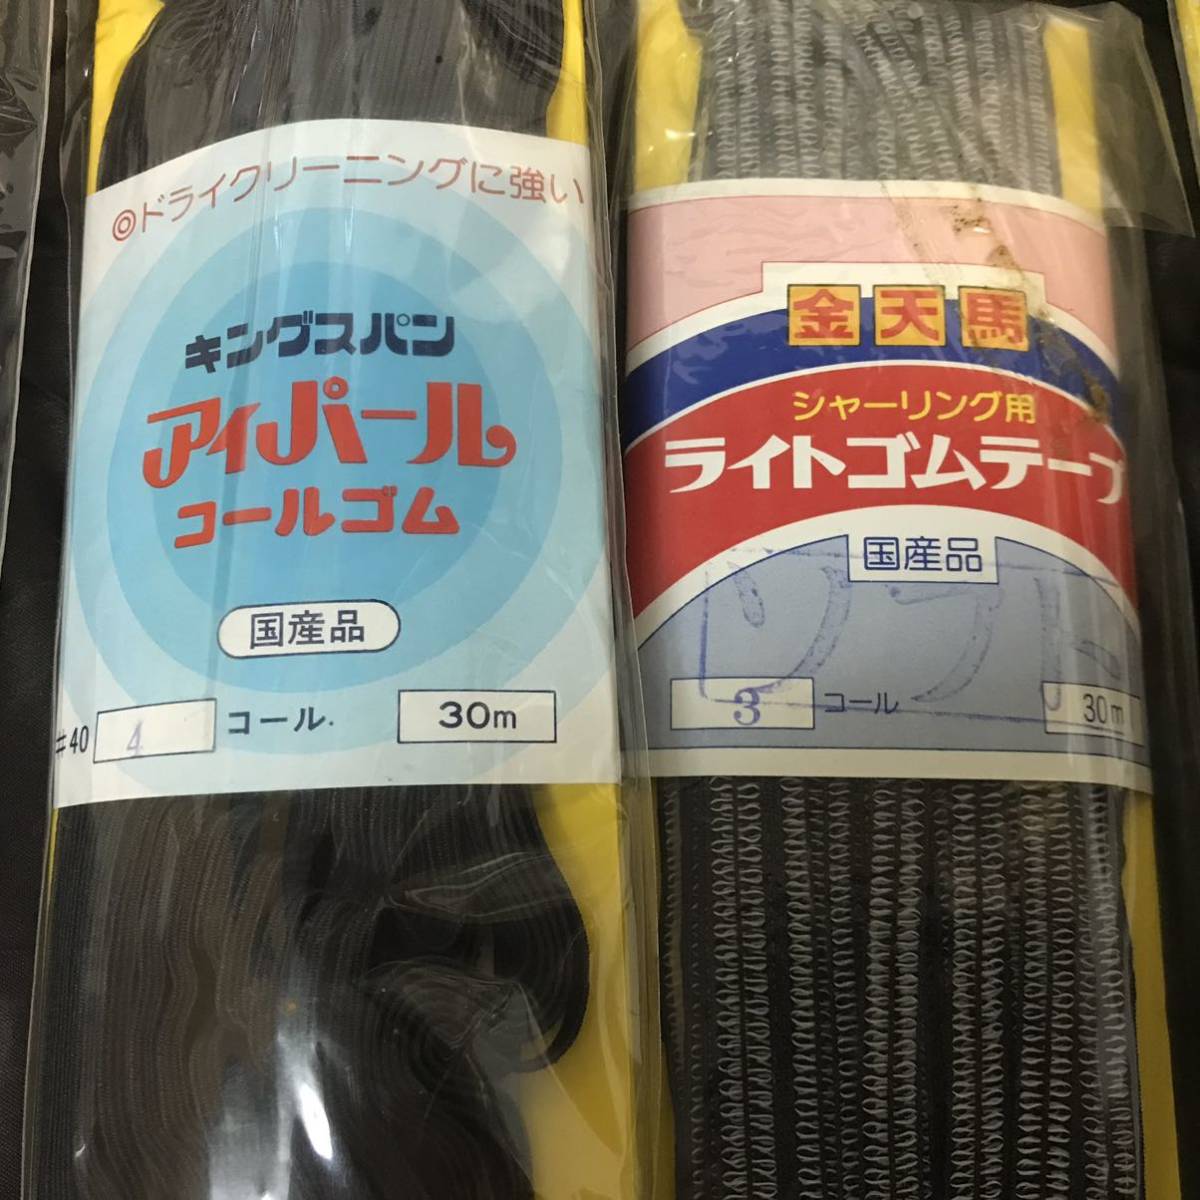 ◎ドライクリーニングに強い
キングスパン
アイパール
コールゴム
国産品
#40 4 コール. 30m
金天馬
シャーリング用
ライトゴムテープ
国産品
ソフト
3 コール 30m